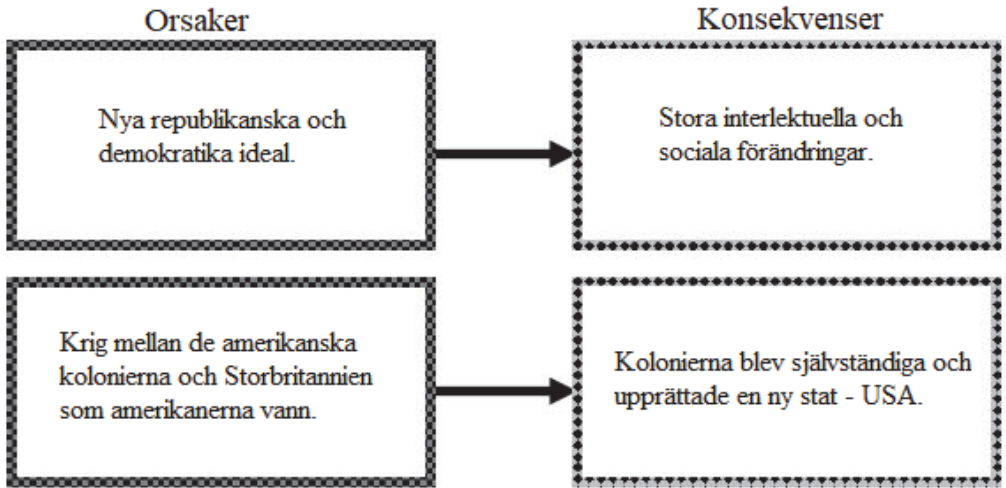 Orsaker
Konsekvenser
Nya republikanska och
demokratika ideal.
Stora interlektuella och
sociala förändringar.
Krig mellan de amerikanska
kolonierna och Storbritannien
som amerikanerna vann.
Kolonierna blev självständiga och
upprättade en ny stat - USA.